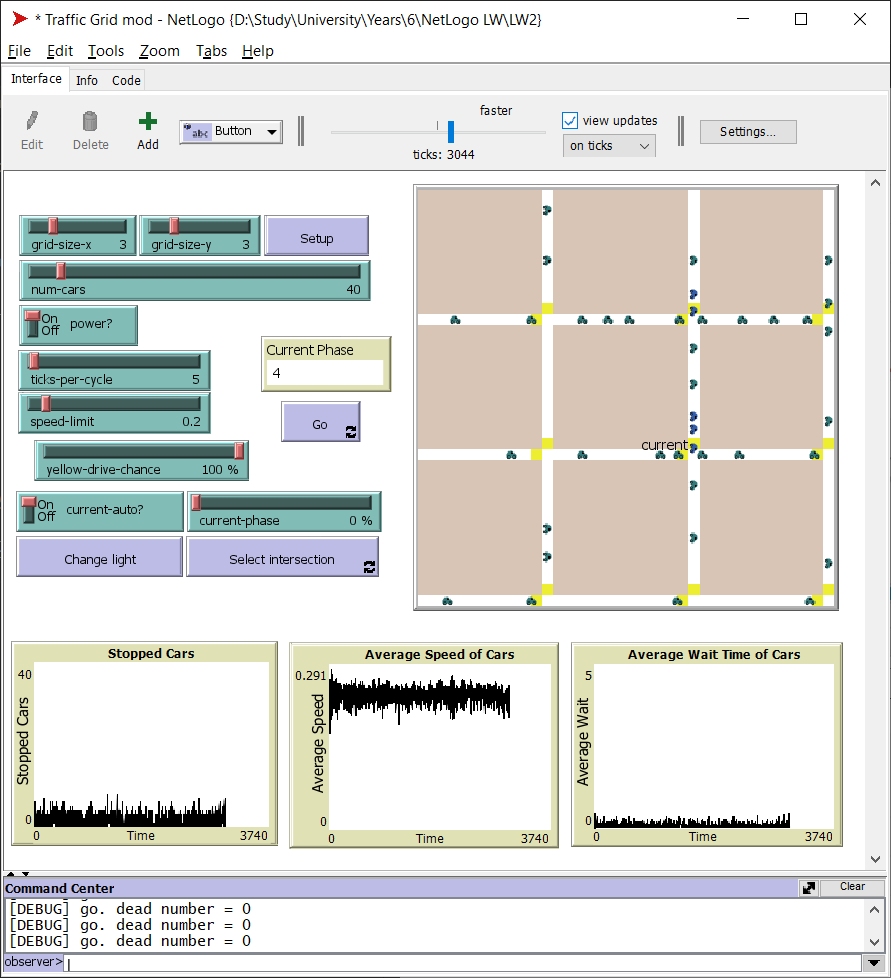 * Traffic Grid mod - NetLogo {D:\Study\University\Years\6\NetLogo LW\LW2}
File Edit Tools Zoom Tabs Help
Interface Info Code
Edit Delete Add abc Button faster ticks: 3044 view updates on ticks Settings...
grid-size-x 3 grid-size-y 3 Setup
num-cars 40
On Off power?
Current Phase
4
ticks-per-cycle 5
speed-limit 0.2
Go
yellow-drive-chance 100 %
On Off current-auto? current-phase 0 %
Change light Select intersection
current
Stopped Cars
40
Stopped Cars
0
0 Time 3740
Average Speed of Cars
0.291
Average Speed
0
0 Time 3740
Average Wait Time of Cars
5
Average Wait
0
0 Time 3740
Command Center Clear
[DEBUG] go. dead number = 0
[DEBUG] go. dead number = 0
[DEBUG] go. dead number = 0
observer>